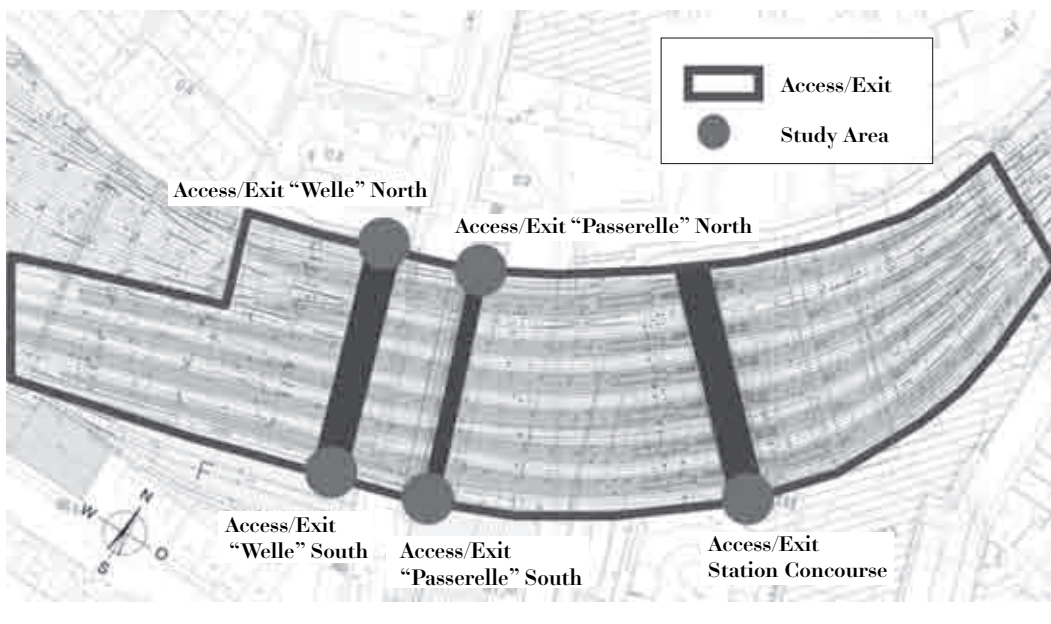 Access/Exit
Study Area
Access/Exit “Welle” North
Access/Exit “Passerelle” North
F
N
W
O
S
Access/Exit
“Welle” South
Access/Exit
“Passerelle” South
Access/Exit
Station Concourse